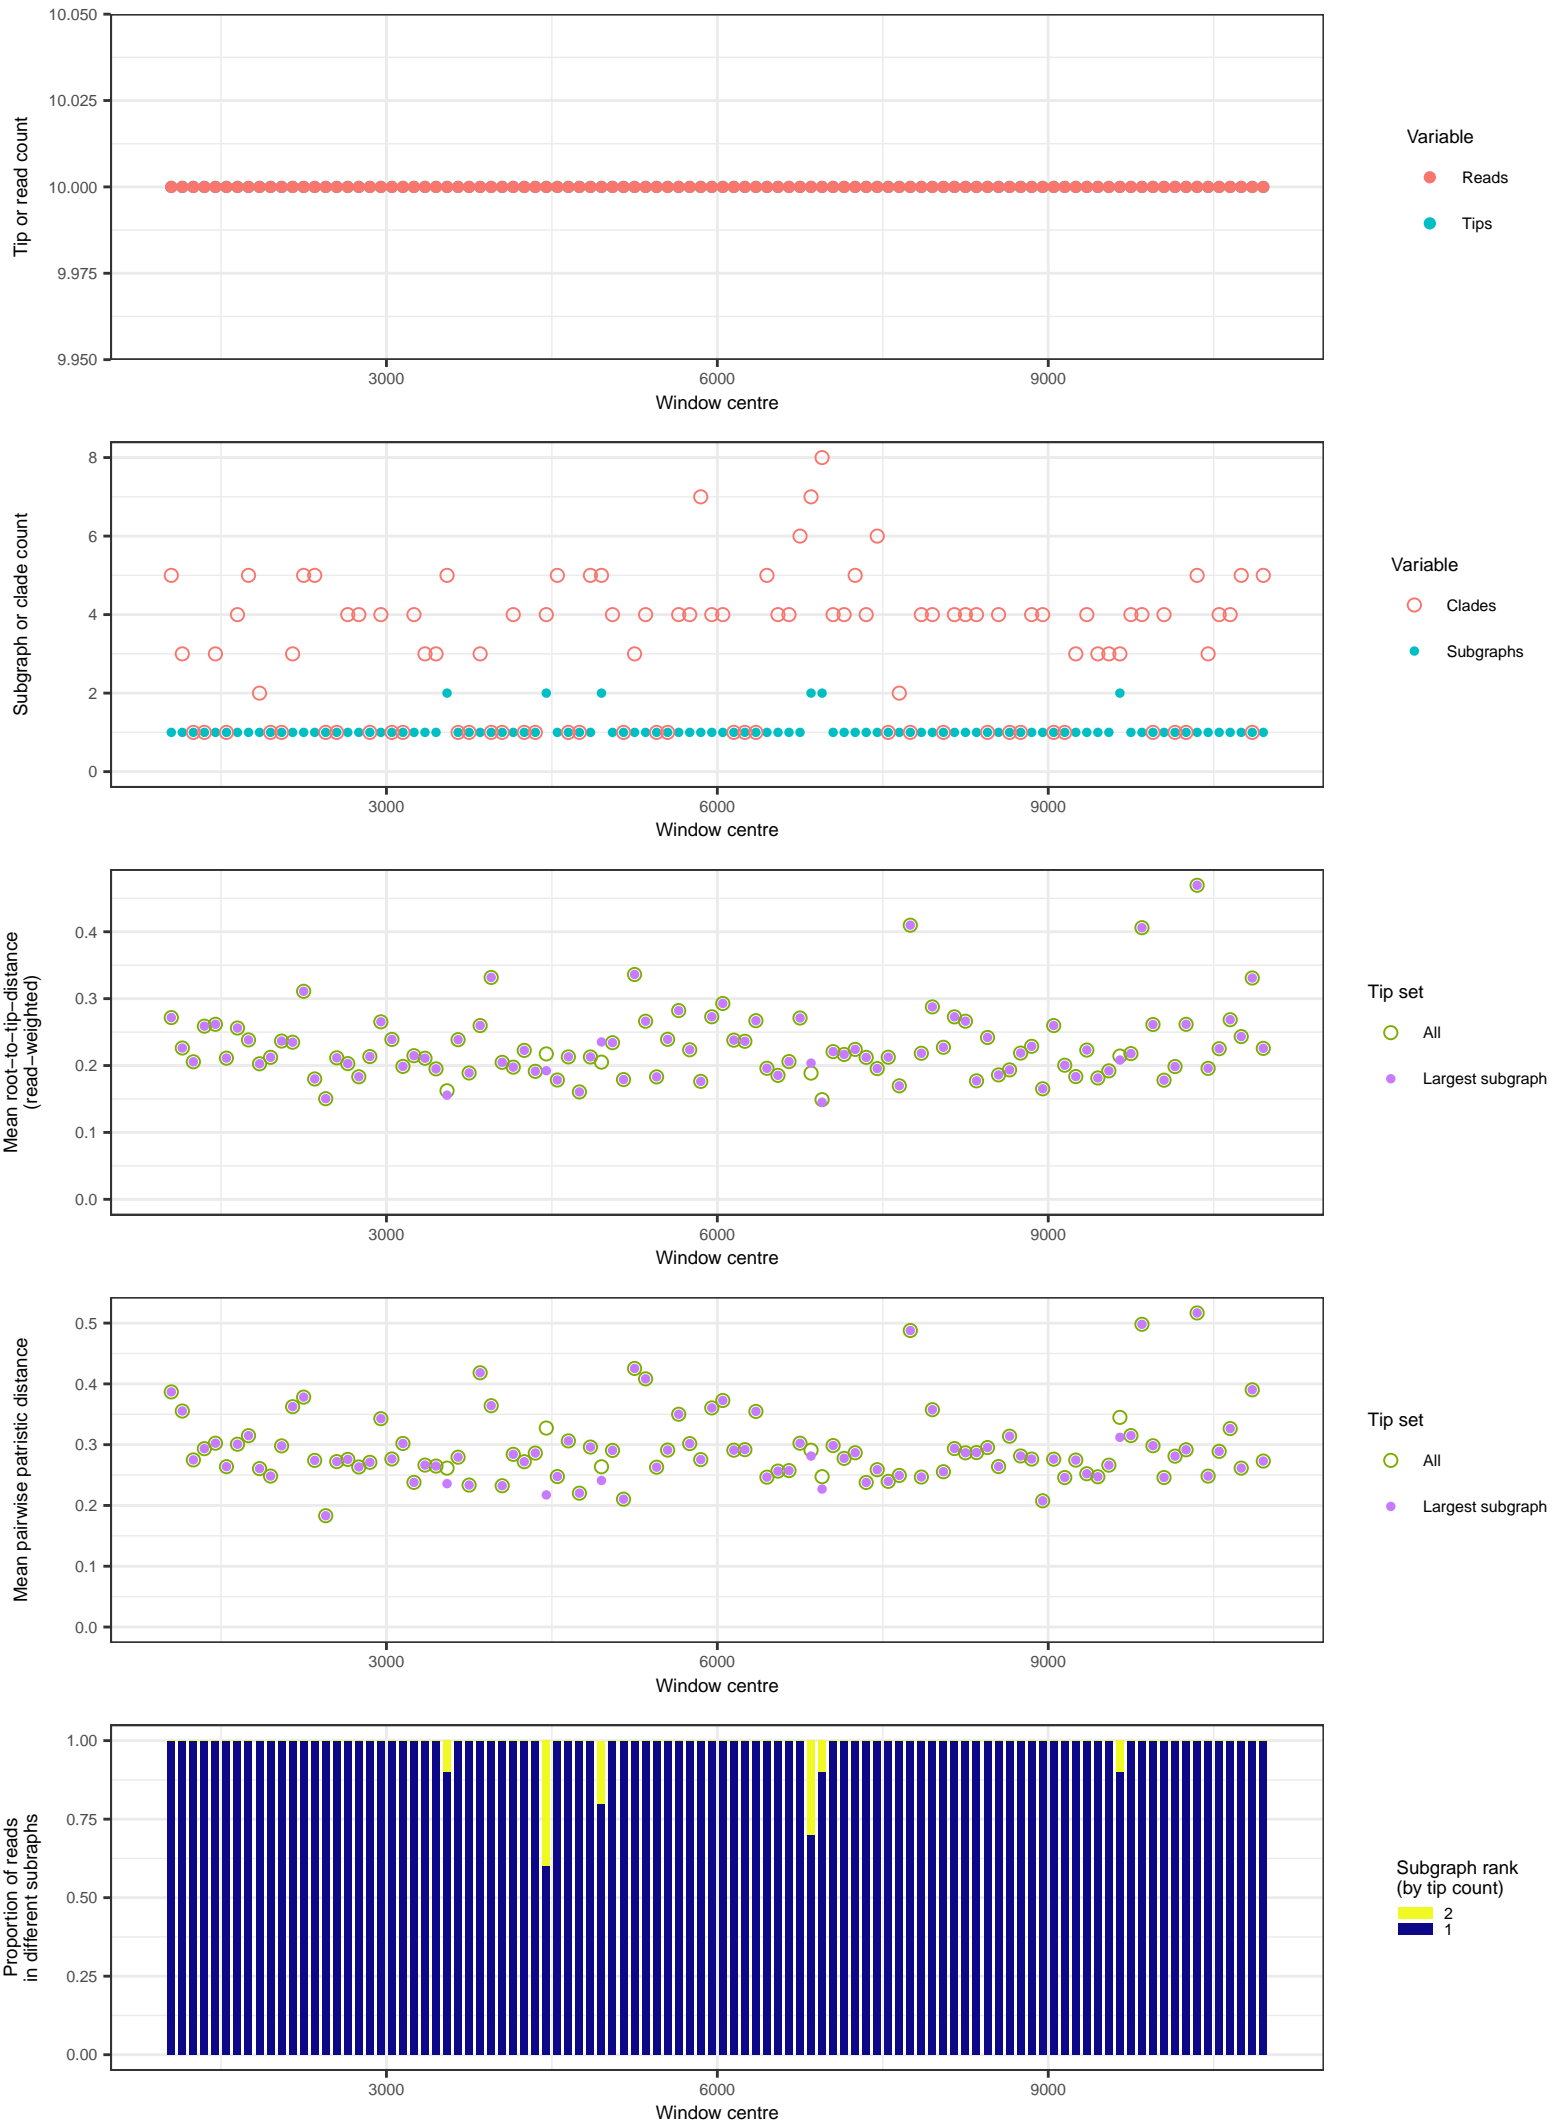 10.050
10.025
10.000
9.975
9.950
Tip or read count
3000
6000
9000
Window centre
Variable
Reads
Tips
8
6
4
2
0
Subgraph or clade count
3000
6000
9000
Window centre
Variable
Clades
Subgraphs
0.4
0.3
0.2
0.1
0.0
Mean root−to−tip−distance
(read−weighted)
3000
6000
9000
Window centre
Tip set
All
Largest subgraph
0.5
0.4
0.3
0.2
0.1
0.0
Mean pairwise patristic distance
3000
6000
9000
Window centre
Tip set
All
Largest subgraph
1.00
0.75
0.50
0.25
0.00
Proportion of reads
in different subraphs
3000
6000
9000
Window centre
Subgraph rank
(by tip count)
2
1